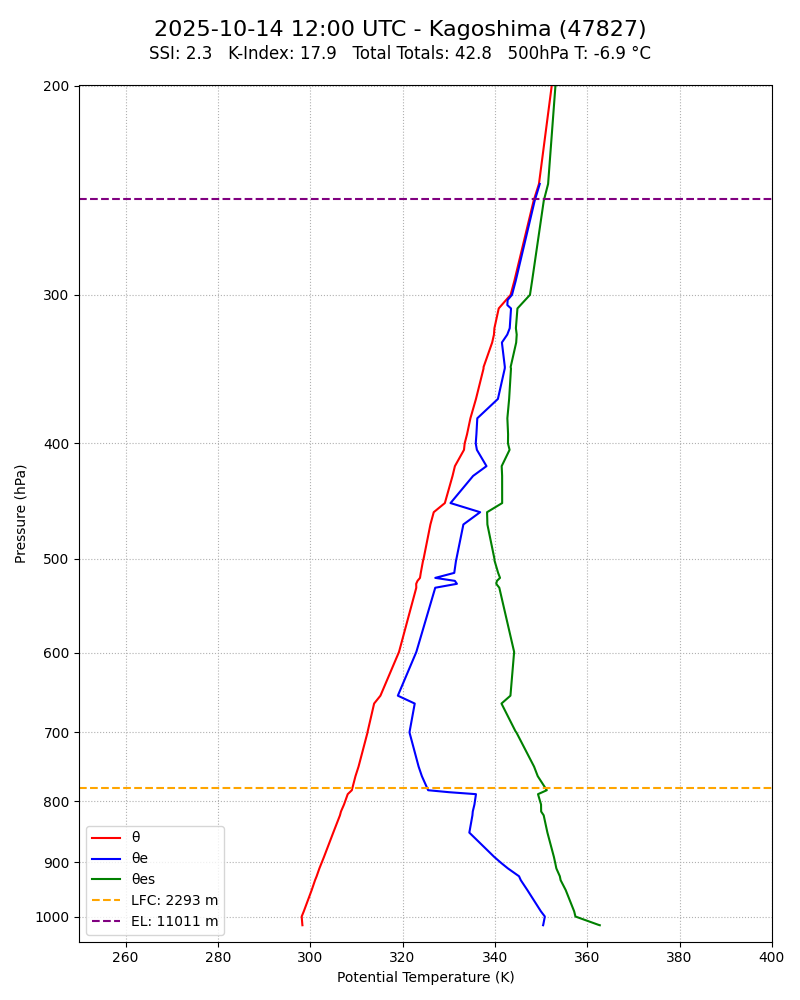 2025-10-14 12:00 UTC - Kagoshima (47827)
SSI: 2.3   K-Index: 17.9   Total Totals: 42.8   500hPa T: -6.9 °C
200
300
400
500
600
700
800
900
1000
Pressure (hPa)
θ
θe
θes
LFC: 2293 m
EL: 11011 m
260 280 300 320 340 360 380 400
Potential Temperature (K)